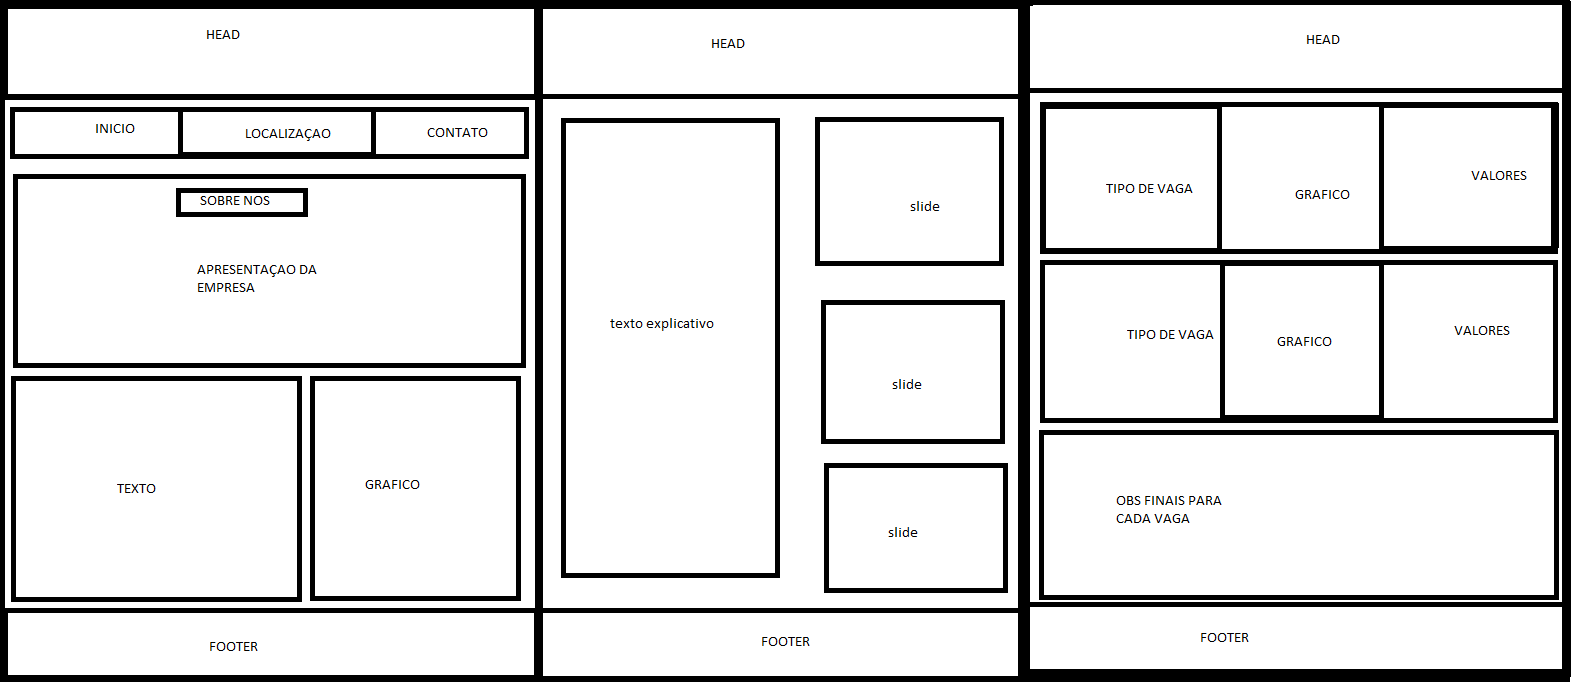 HEAD
INICIO
LOCALIZAÇAO
CONTATO
SOBRE NOS
APRESENTAÇAO DA
EMPRESA
TEXTO
GRAFICO
FOOTER
HEAD
texto explicativo
slide
slide
slide
FOOTER
HEAD
TIPO DE VAGA
GRAFICO
VALORES
TIPO DE VAGA
GRAFICO
VALORES
OBS FINAIS PARA
CADA VAGA
FOOTER